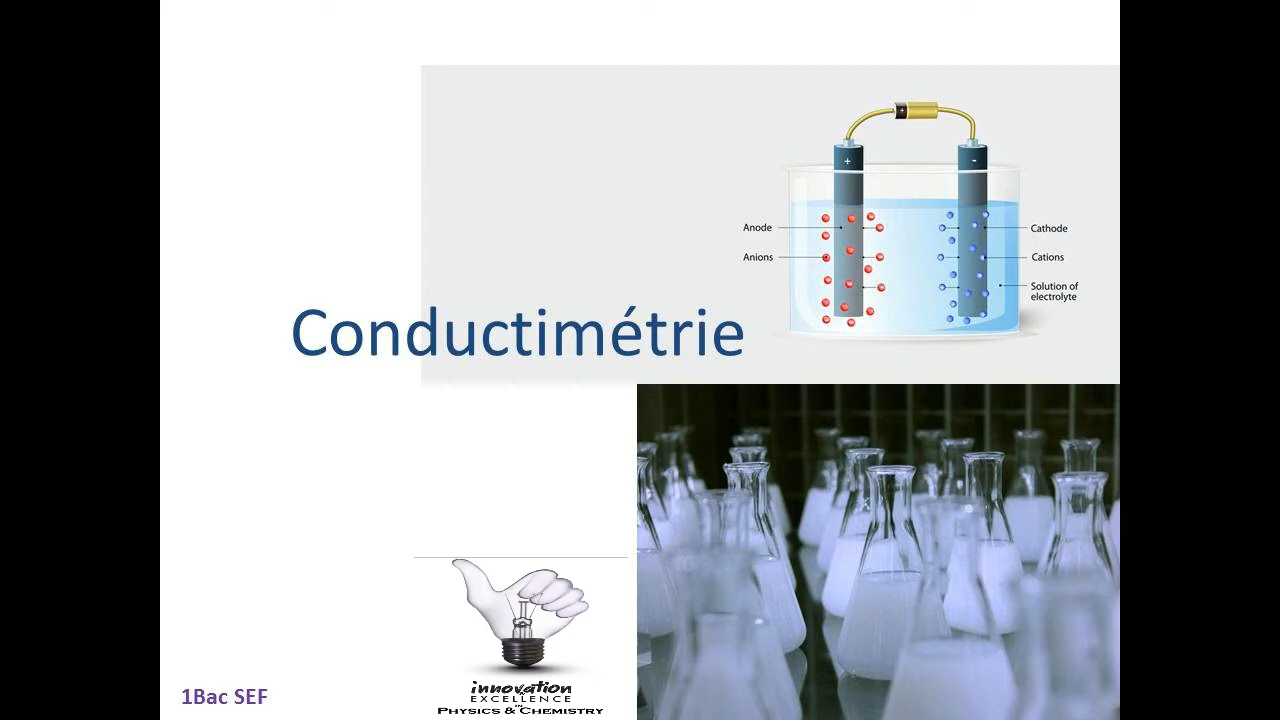 +
+
-
Anode
Cathode
Anions
Cations
Solution of
electrolyte
Conductimétrie
innovation
EXCELLENCE
PHYSICS & CHEMISTRY
1Bac SEF